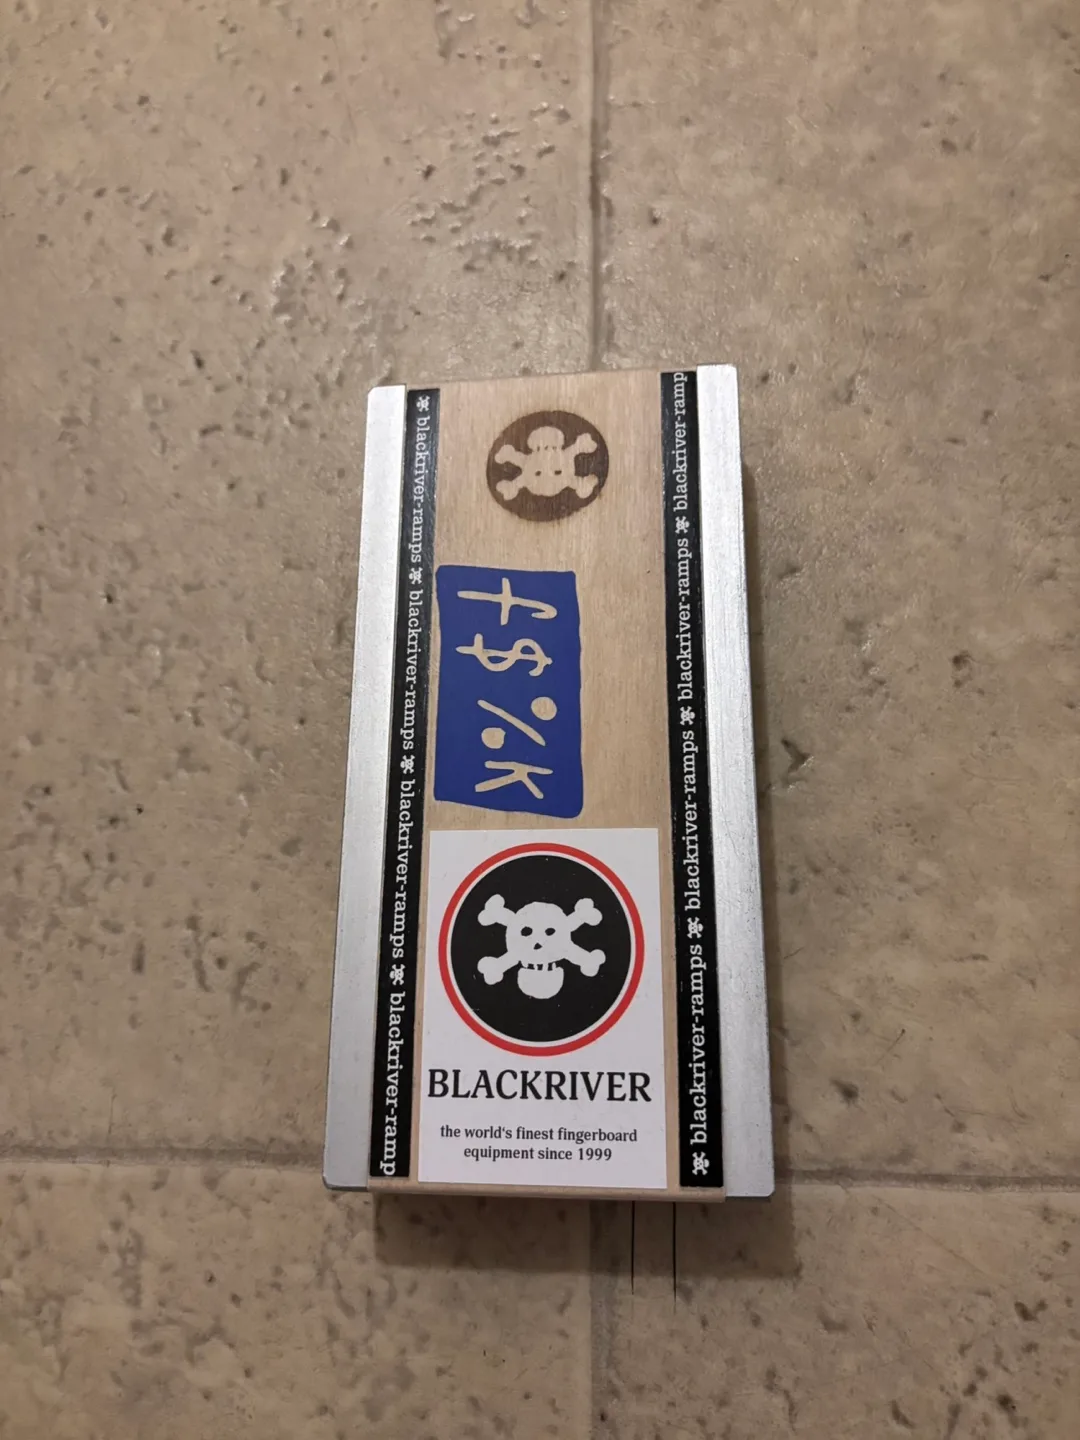 blackriver-ramps blackriver-ramps blackriver-ramps blackriver-ramp
f$%k
BLACKRIVER
the world's finest fingerboard
equipment since 1999
blackriver-ramps blackriver-ramps blackriver-ramps blackriver-ramp